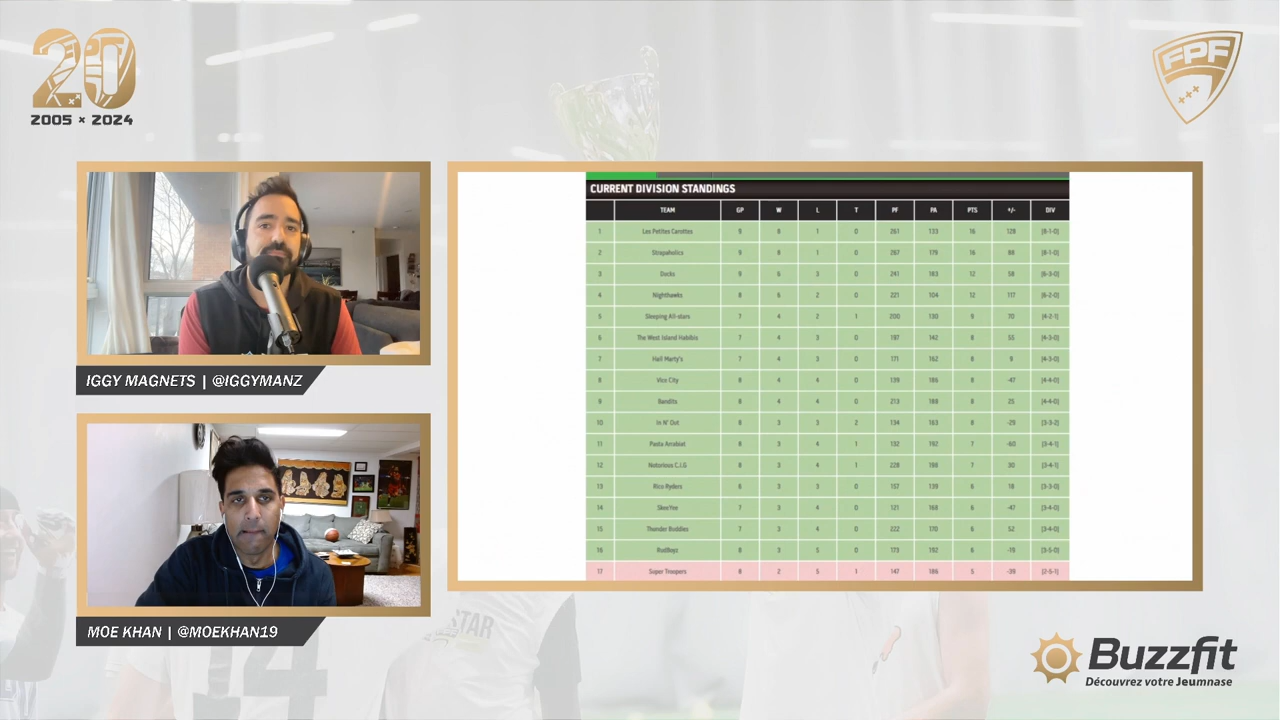 20
2005 × 2024
FPF
IGGY MAGNETS | @IGGYMANZ
MOE KHAN | @MOEKHAN19
CURRENT DIVISION STANDINGS
TEAM GP W L T PF PA PTS +/- DIV
1 Les Petites Carottes 9 8 1 0 261 133 16 128 (8-1-0)
2 Strapaholics 9 8 1 0 267 179 16 88 (8-1-0)
3 Ducks 9 6 3 0 241 183 12 58 (6-3-0)
4 Nighthawks 8 6 2 0 221 104 12 117 (6-2-0)
5 Sleeping All-stars 7 4 2 1 200 130 9 70 (4-2-1)
6 The West Island Habibis 7 4 3 0 197 142 8 55 (4-3-0)
7 Hail Marty's 7 4 3 0 171 162 8 9 (4-3-0)
8 Vice City 8 4 4 0 139 186 8 -47 (4-4-0)
9 Bandits 8 4 4 0 213 188 8 25 (4-4-0)
10 In N' Out 8 3 3 2 134 163 8 -29 (3-3-2)
11 Pasta Arrabiat 8 3 4 1 132 192 7 -60 (3-4-1)
12 Notorious C.I.G 8 3 4 1 228 198 7 30 (3-4-1)
13 Rico Ryders 6 3 3 0 157 139 6 18 (3-3-0)
14 SkeeYee 7 3 4 0 121 168 6 -47 (3-4-0)
15 Thunder Buddies 7 3 4 0 222 170 6 52 (3-4-0)
16 RudBoys 8 3 5 0 173 192 6 -19 (3-5-0)
17 Super Troopers 8 2 5 1 147 186 5 -39 (2-5-1)
STAR
14
Buzzfit
Découvrez votre Jeumnase